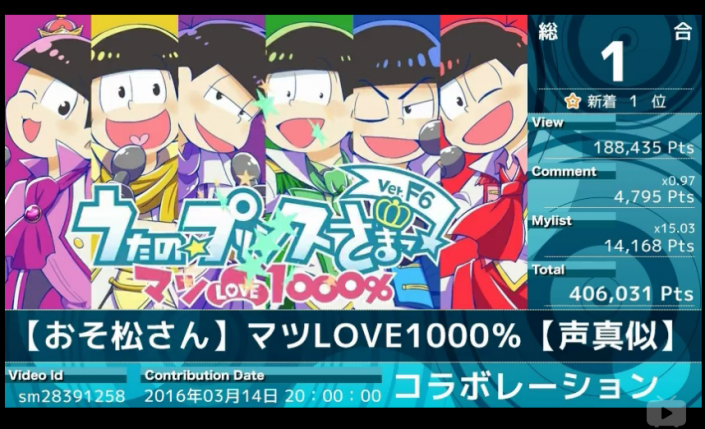 総合
1
新着 1 位
View
188,435 Pts
Comment
x0.97
4,795 Pts
Mylist
x15.03
14,168 Pts
Total
406,031 Pts
Ver.F6
うたの☆プリンスさまっ
マツLOVE1000%
【おそ松さん】マツLOVE1000%【声真似】
Video Id
sm28391258
Contribution Date
2016年03月14日 20：00：00
コラボレーション